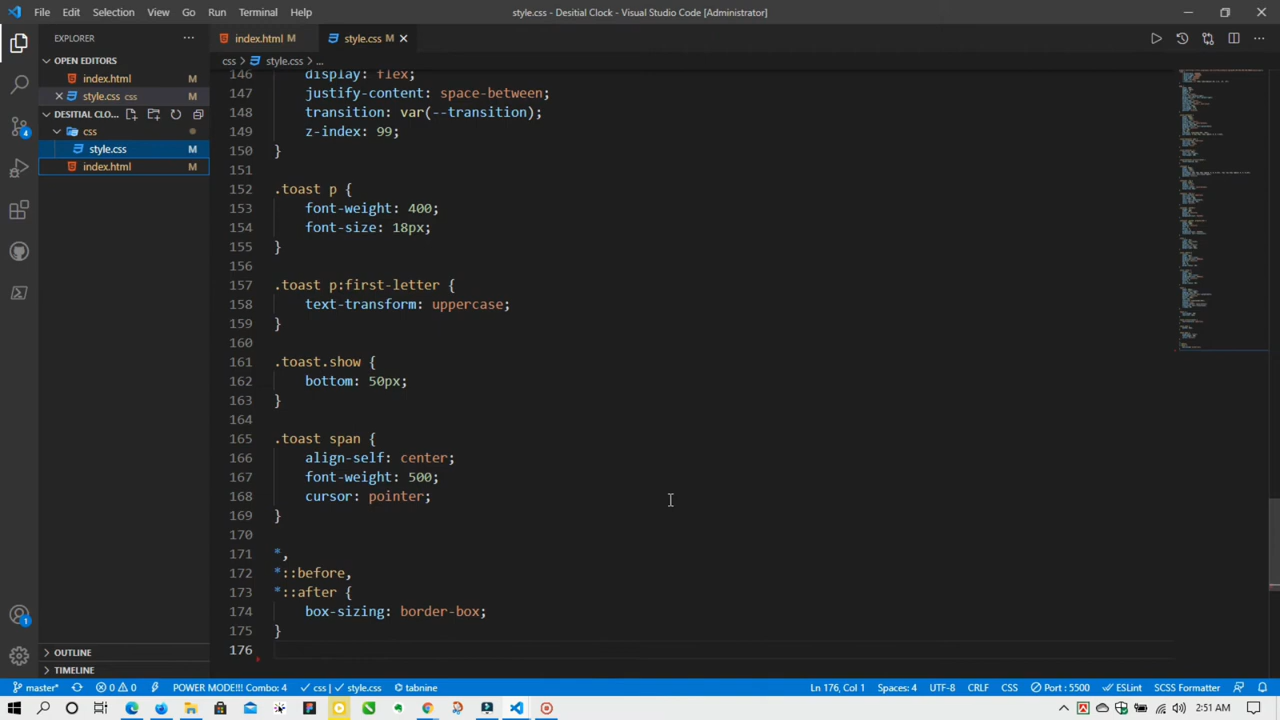 File Edit Selection View Go Run Terminal Help
style.css - Desitial Clock - Visual Studio Code [Administrator]
EXPLORER
index.html M
style.css M
css > style.css > ...
OPEN EDITORS
index.html M
style.css css M
DESITIAL CLO...
css
style.css M
index.html M
146 display: flex;
147 justify-content: space-between;
148 transition: var(--transition);
149 z-index: 99;
150 }
151
152 .toast p {
153 font-weight: 400;
154 font-size: 18px;
155 }
156
157 .toast p:first-letter {
158 text-transform: uppercase;
159 }
160
161 .toast.show {
162 bottom: 50px;
163 }
164
165 .toast span {
166 align-self: center;
167 font-weight: 500;
168 cursor: pointer;
169 }
170
171 *,
172 *::before,
173 *::after {
174 box-sizing: border-box;
175 }
176
4
1
OUTLINE
TIMELINE
master* 0 0 POWER MODE!!! Combo: 4 css | style.css tabnine Ln 176, Col 1 Spaces: 4 UTF-8 CRLF CSS Port : 5500 ESLint SCSS Formatter
2:51 AM